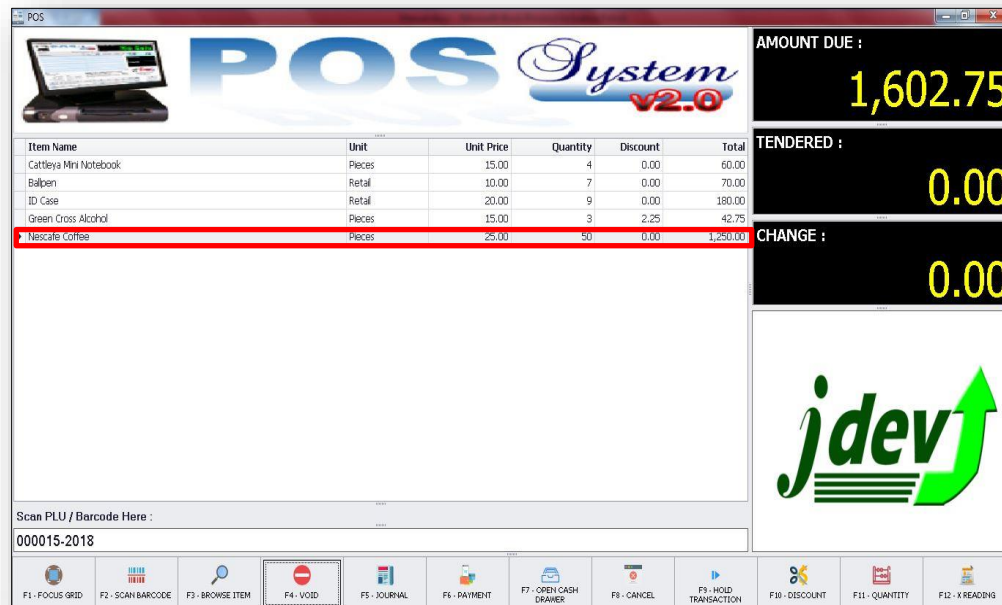 POS
POS System
v2.0
AMOUNT DUE :
1,602.75
TENDERED :
0.00
CHANGE :
0.00
Item Name Unit Unit Price Quantity Discount Total
Cattleya Mini Notebook Pieces 15.00 4 0.00 60.00
Ballpen Retail 10.00 7 0.00 70.00
ID Case Retail 20.00 9 0.00 180.00
Green Cross Alcohol Pieces 15.00 3 2.25 42.75
Nescafe Coffee Pieces 25.00 50 0.00 1,250.00
jdev
Scan PLU / Barcode Here :
000015-2018
F1 - FOCUS GRID
F2 - SCAN BARCODE
F3 - BROWSE ITEM
F4 - VOID
F5 - JOURNAL
F6 - PAYMENT
F7 - OPEN CASH
DRAWER
F8 - CANCEL
F9 - HOLD
TRANSACTION
F10 - DISCOUNT
F11 - QUANTITY
F12 - X READING